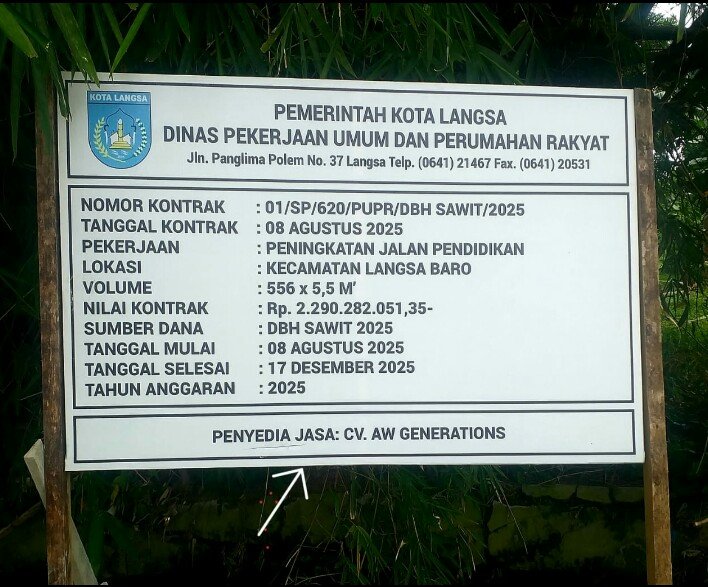 KOTA LANGSA
PEMERINTAH KOTA LANGSA
DINAS PEKERJAAN UMUM DAN PERUMAHAN RAKYAT
Jln. Panglima Polem No. 37 Langsa Telp. (0641) 21467 Fax. (0641) 20531
NOMOR KONTRAK : 01/SP/620/PUPR/DBH SAWIT/2025
TANGGAL KONTRAK : 08 AGUSTUS 2025
PEKERJAAN : PENINGKATAN JALAN PENDIDIKAN
LOKASI : KECAMATAN LANGSA BARO
VOLUME : 556 x 5,5 M'
NILAI KONTRAK : Rp. 2.290.282.051,35-
SUMBER DANA : DBH SAWIT 2025
TANGGAL MULAI : 08 AGUSTUS 2025
TANGGAL SELESAI : 17 DESEMBER 2025
TAHUN ANGGARAN : 2025
PENYEDIA JASA: CV. AW GENERATIONS